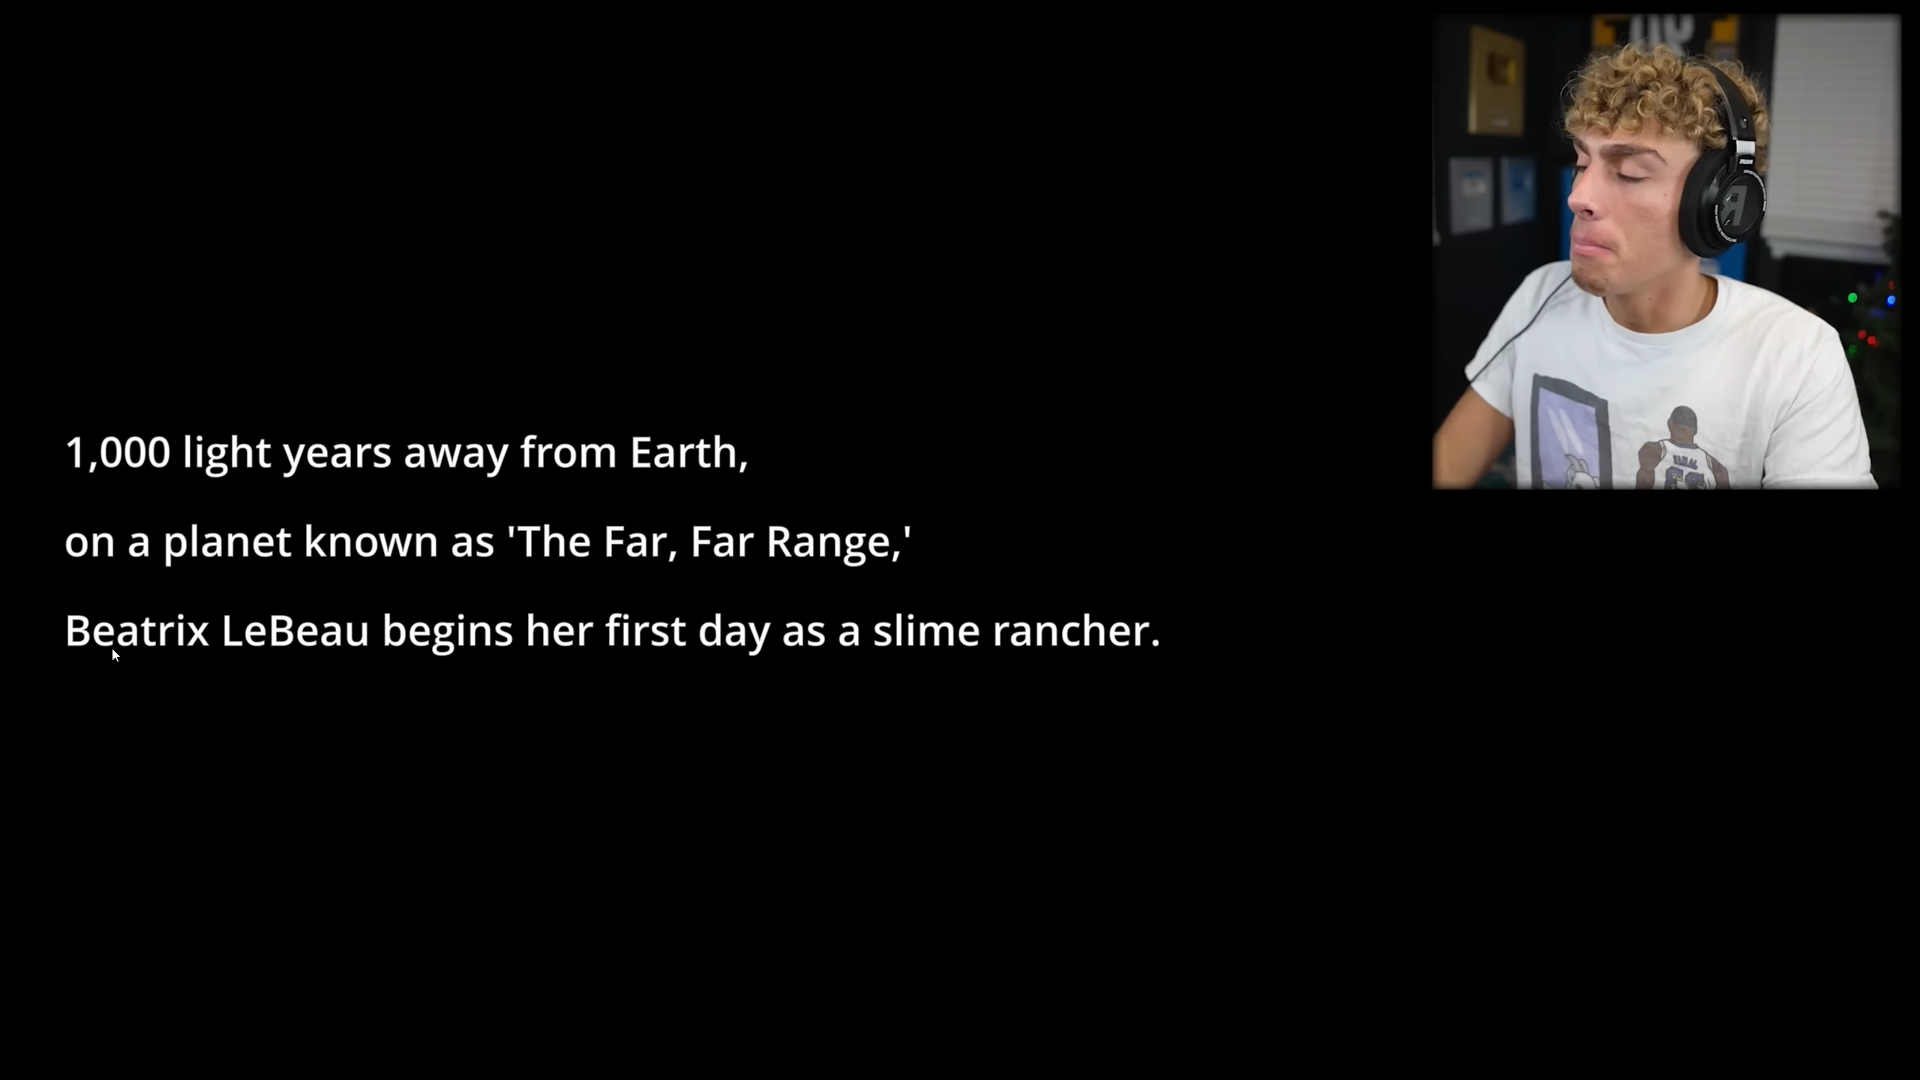 1,000 light years away from Earth,
on a planet known as 'The Far, Far Range,'
Beatrix LeBeau begins her first day as a slime rancher.